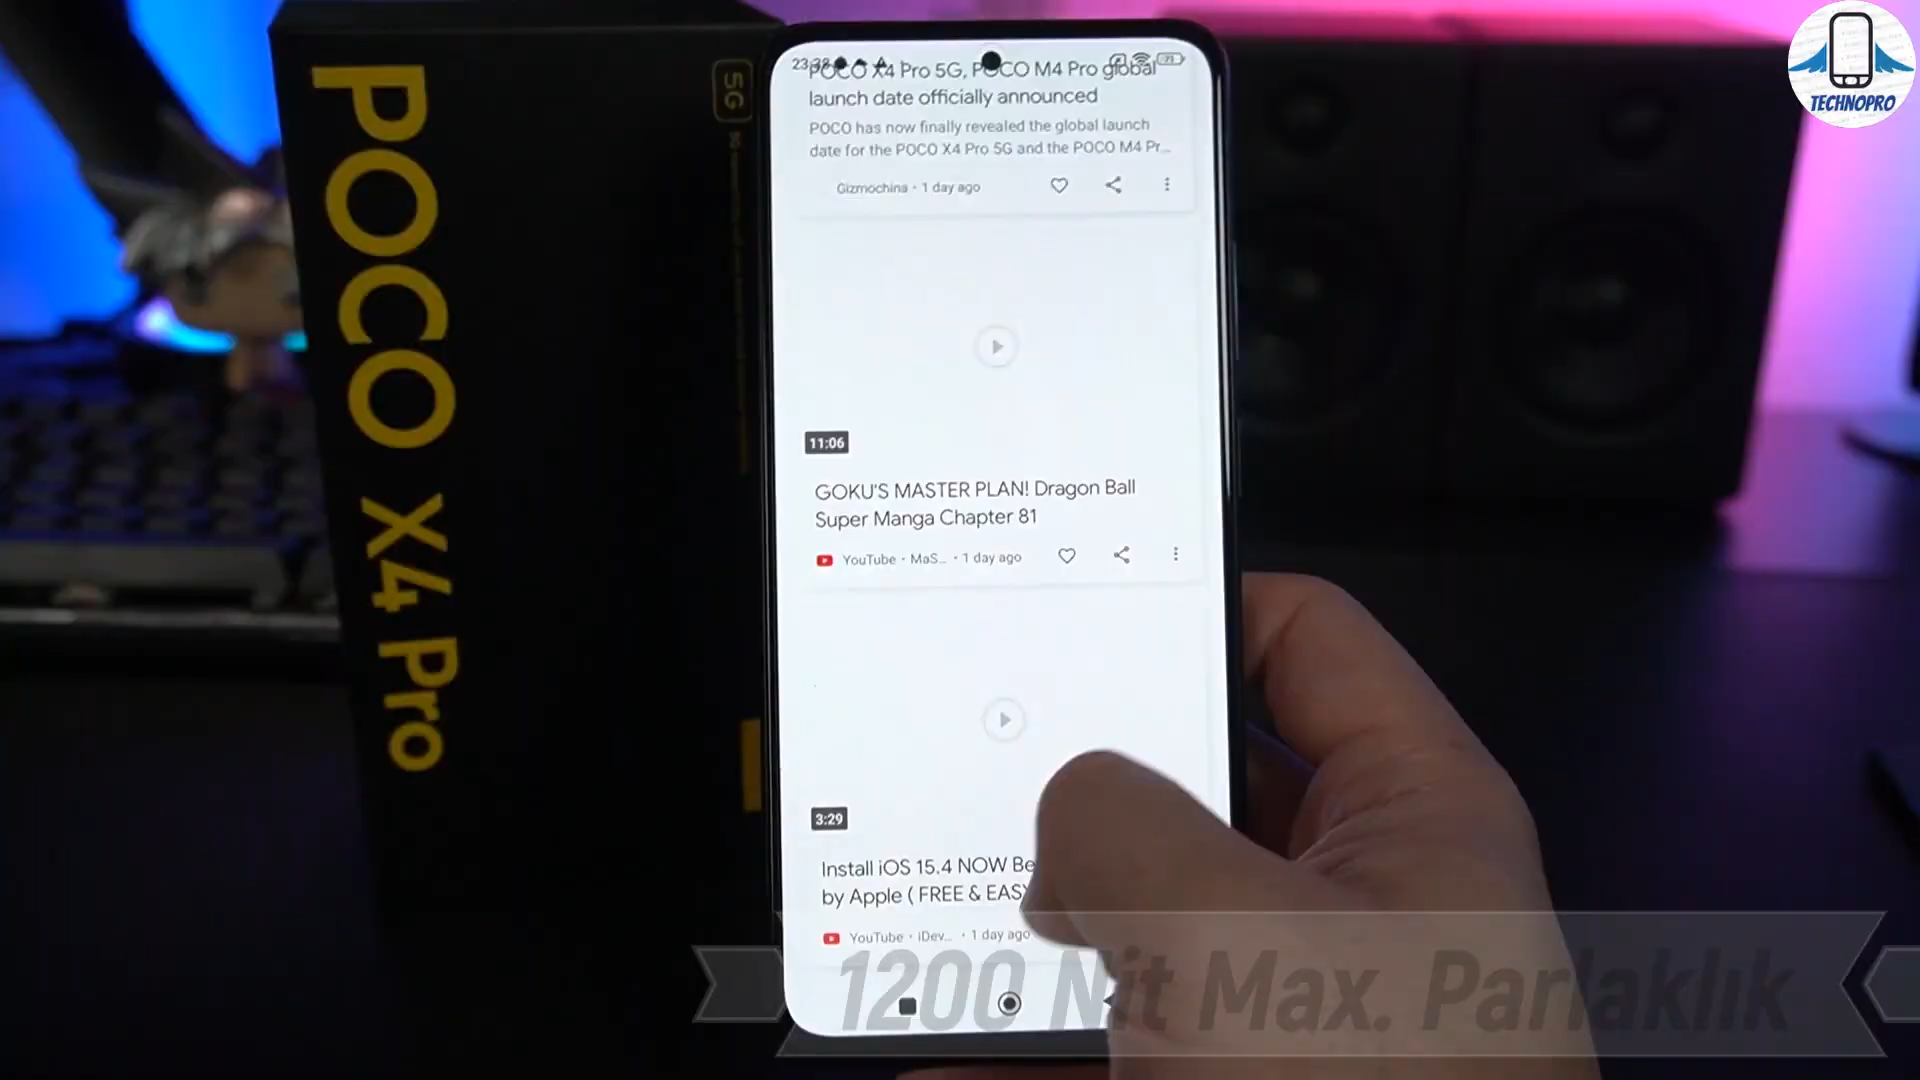 POCO X4 Pro
5G
TECHNOPRO
23:38
POCO X4 Pro 5G, POCO M4 Pro global
launch date officially announced
POCO has now finally revealed the global launch
date for the POCO X4 Pro 5G and the POCO M4 Pr...
Gizmochina • 1 day ago
11:06
GOKU'S MASTER PLAN! Dragon Ball
Super Manga Chapter 81
YouTube • MaS... • 1 day ago
3:29
Install iOS 15.4 NOW Be
by Apple ( FREE & EASY
YouTube • iDev... • 1 day ago
1200 Nit Max. Parlaklık